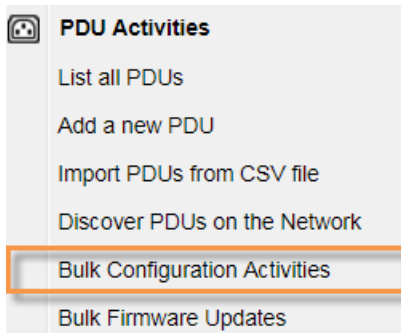 PDU Activities
List all PDUs
Add a new PDU
Import PDUs from CSV file
Discover PDUs on the Network
Bulk Configuration Activities
Bulk Firmware Updates